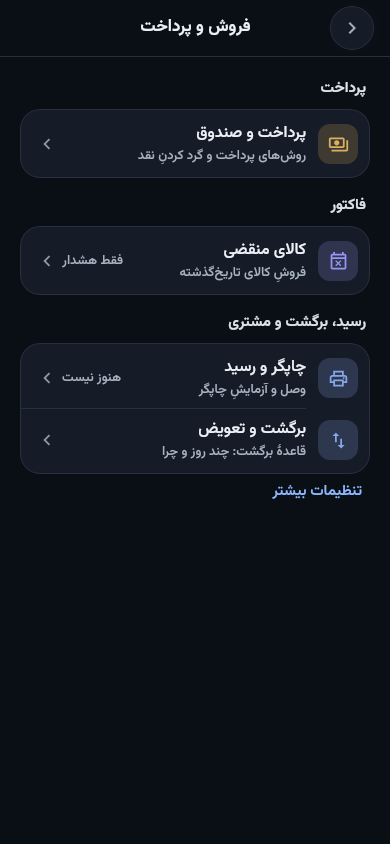 فروش و پرداخت
پرداخت
پرداخت و صندوق
روش‌های پرداخت و گرد کردنِ نقد
فاکتور
کالای منقضی
فروشِ کالای تاریخ‌گذشته
فقط هشدار
رسید، برگشت و مشتری
چاپگر و رسید
وصل و آزمایشِ چاپگر
هنوز نیست
برگشت و تعویض
قاعدهٔ برگشت: چند روز و چرا
تنظیمات بیشتر